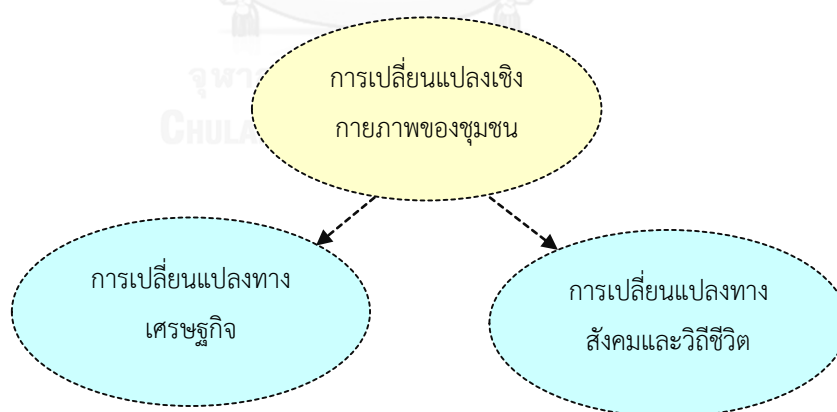 จุฬา
CHULA
การเปลี่ยนแปลงเชิง
กายภาพของชุมชน
การเปลี่ยนแปลงทาง
เศรษฐกิจ
การเปลี่ยนแปลงทาง
สังคมและวิถีชีวิต